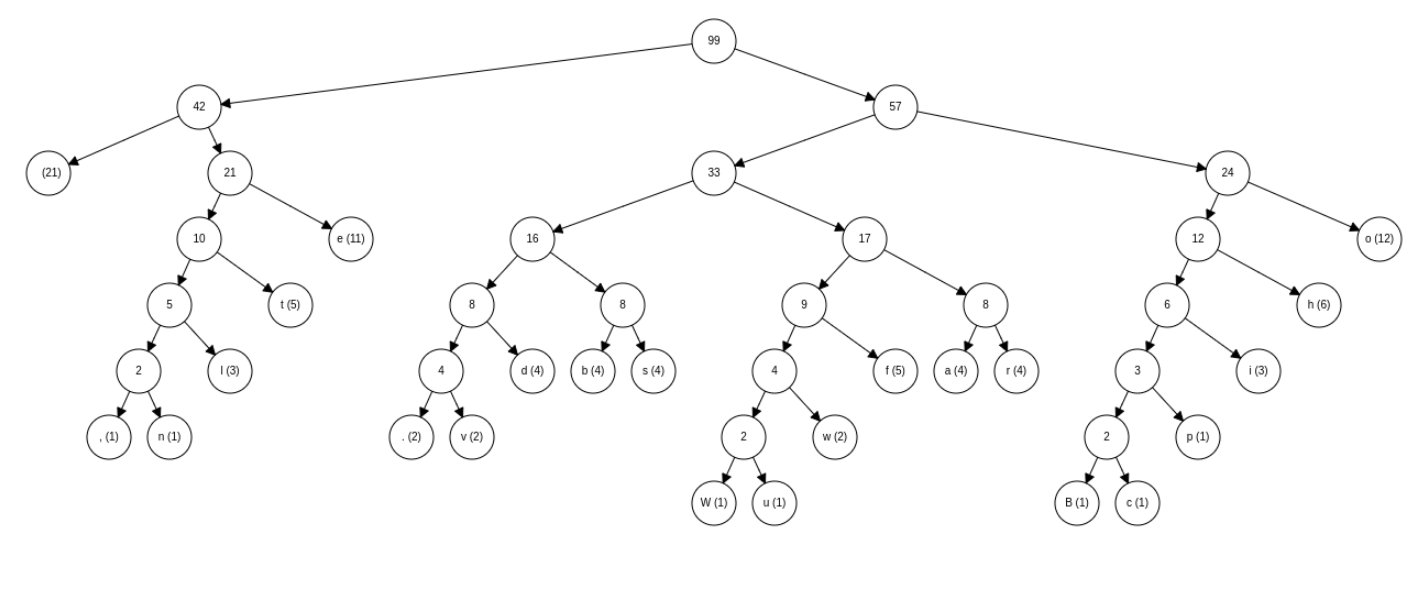 99
42 57
(21) 21 33 24
10 e (11) 16 17 12 o (12)
5 t (5) 8 8 9 8 6 h (6)
2 l (3) 4 d (4) b (4) s (4) 4 f (5) a (4) r (4) 3 i (3)
, (1) n (1) . (2) v (2) 2 w (2) 2 p (1)
W (1) u (1) B (1) c (1)